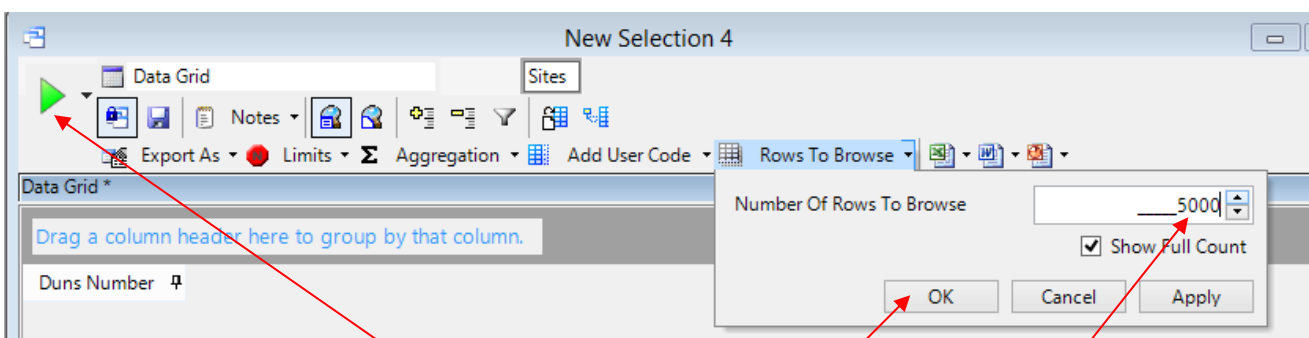 New Selection 4
Data Grid Sites
Notes
Export As Limits Σ Aggregation Add User Code Rows To Browse
Data Grid *
Number Of Rows To Browse ____5000
Drag a column header here to group by that column.
Show Full Count
Duns Number
OK Cancel Apply